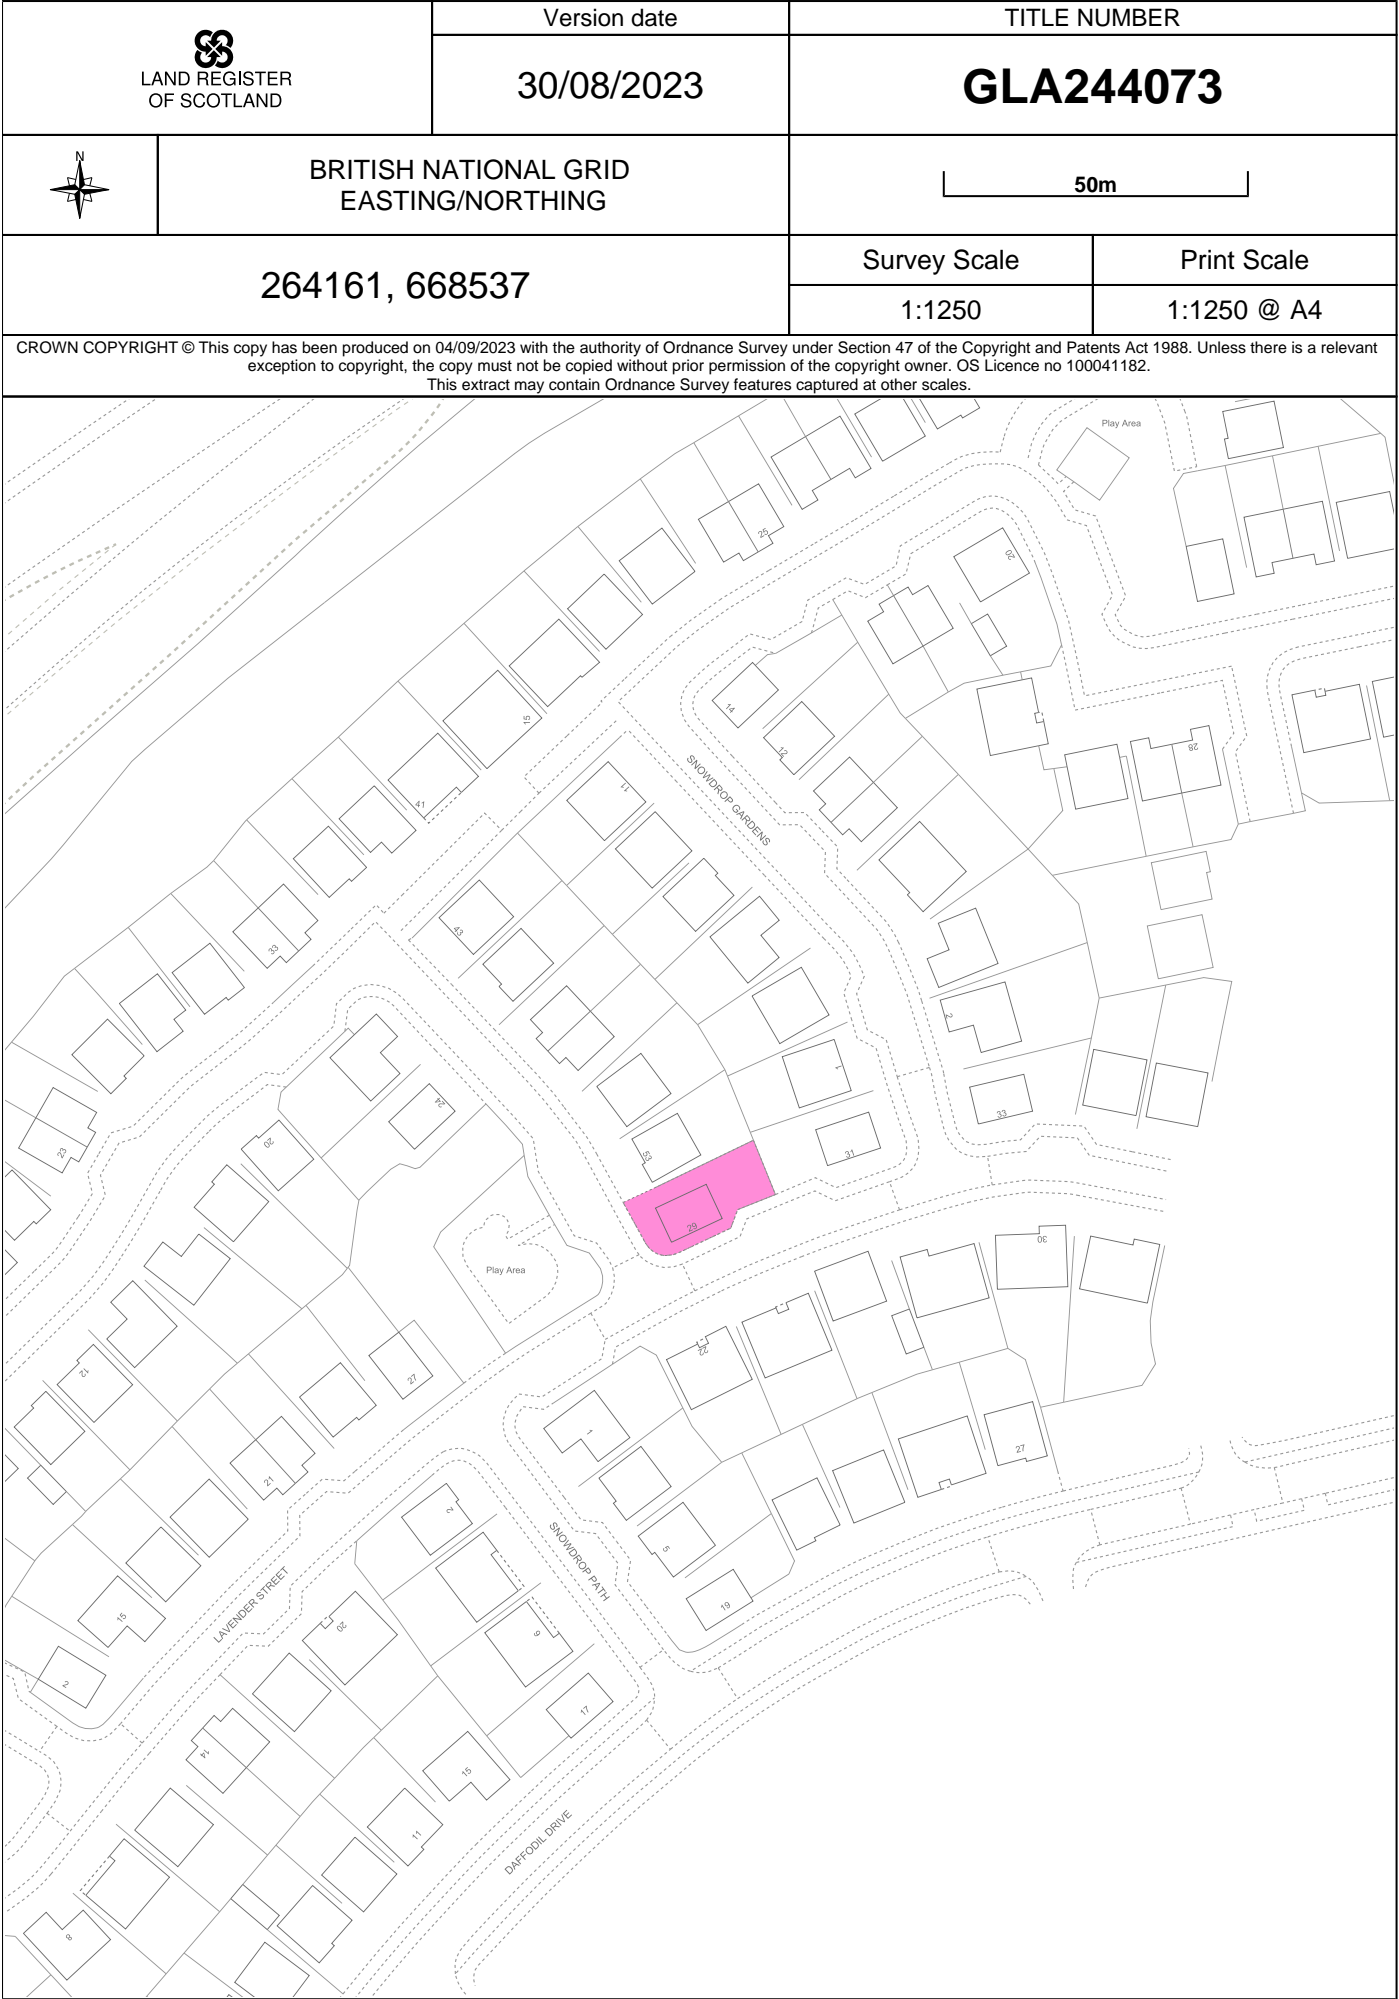 Version date
TITLE NUMBER
LAND REGISTER
OF SCOTLAND
30/08/2023
GLA244073
N
BRITISH NATIONAL GRID
EASTING/NORTHING
50m
264161, 668537
Survey Scale
Print Scale
1:1250
1:1250 @ A4
CROWN COPYRIGHT © This copy has been produced on 04/09/2023 with the authority of Ordnance Survey under Section 47 of the Copyright and Patents Act 1988. Unless there is a relevant
exception to copyright, the copy must not be copied without prior permission of the copyright owner. OS Licence no 100041182.
This extract may contain Ordnance Survey features captured at other scales.
Play Area
25
20
14
15
12
SNOWDROP GARDENS
28
41
11
43
33
2
1
24
33
23
20
53
31
29
30
Play Area
22
12
27
1
27
21
2
5
SNOWDROP PATH
LAVENDER STREET
15
20
19
9
2
17
14
15
11
DAFFODIL DRIVE
8